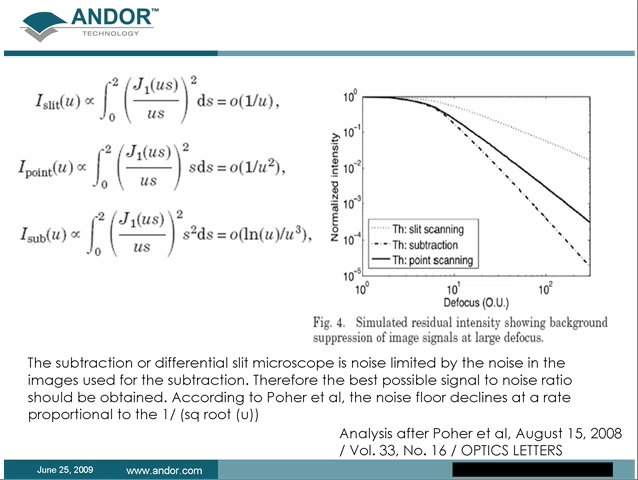 ANDOR™
TECHNOLOGY
I_slit(u) ∝ ∫_0^2 (J_1(us)/us)^2 ds = o(1/u),
I_point(u) ∝ ∫_0^2 (J_1(us)/us)^2 sds = o(1/u^2),
I_sub(u) ∝ ∫_0^2 (J_1(us)/us)^2 s^2ds = o(ln(u)/u^3),
Normalized intensity
10^0
10^-1
10^-2
10^-3
10^-4
10^-5
Th: slit scanning
Th: subtraction
Th: point scanning
10^0 10^1 10^2
Defocus (O.U.)
Fig. 4. Simulated residual intensity showing background
suppression of image signals at large defocus.
The subtraction or differential slit microscope is noise limited by the noise in the
images used for the subtraction. Therefore the best possible signal to noise ratio
should be obtained. According to Poher et al, the noise floor declines at a rate
proportional to the 1/ (sq root (u))
Analysis after Poher et al, August 15, 2008
/ Vol. 33, No. 16 / OPTICS LETTERS
June 25, 2009 www.andor.com